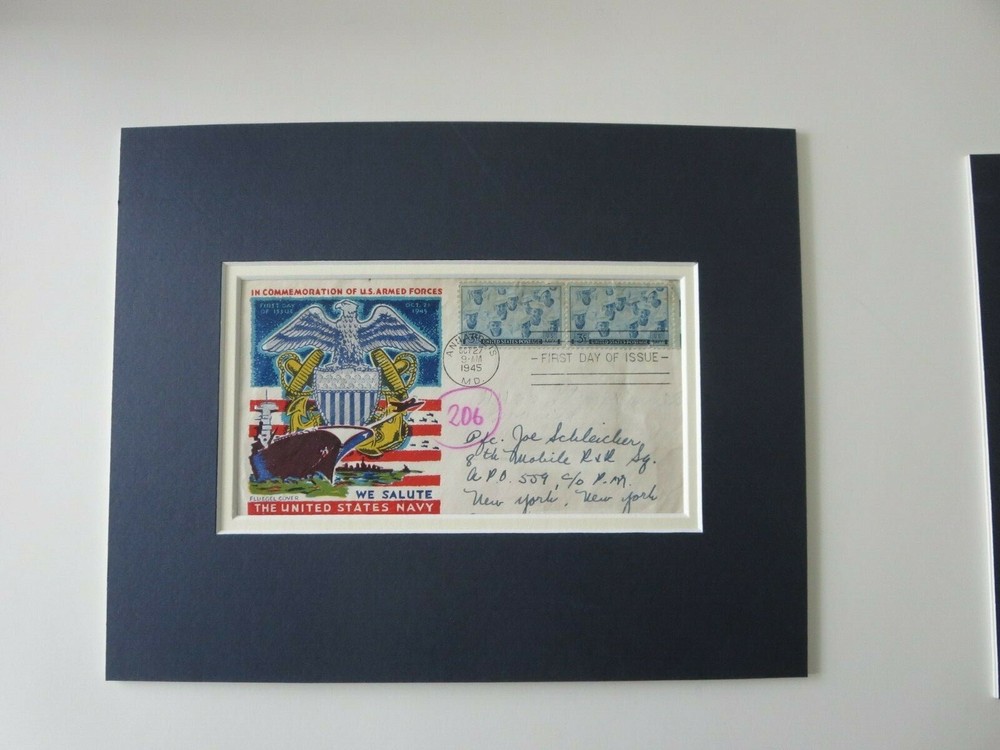 IN COMMEMORATION OF U.S. ARMED FORCES
FIRST DAY
OF ISSUE
OCT. 27
1945
FLUEGEL COVER
WE SALUTE
THE UNITED STATES NAVY
UNITED STATES POSTAGE
UNITED STATES POSTAGE
ANNAPOLIS
OCT 27
9-AM
1945
MD.
- FIRST DAY OF ISSUE -
206
Pfc. Joe Schleicher
8th Mobile R & R Sq.
A.P.O. 559, c/o P.M.
New York, New York